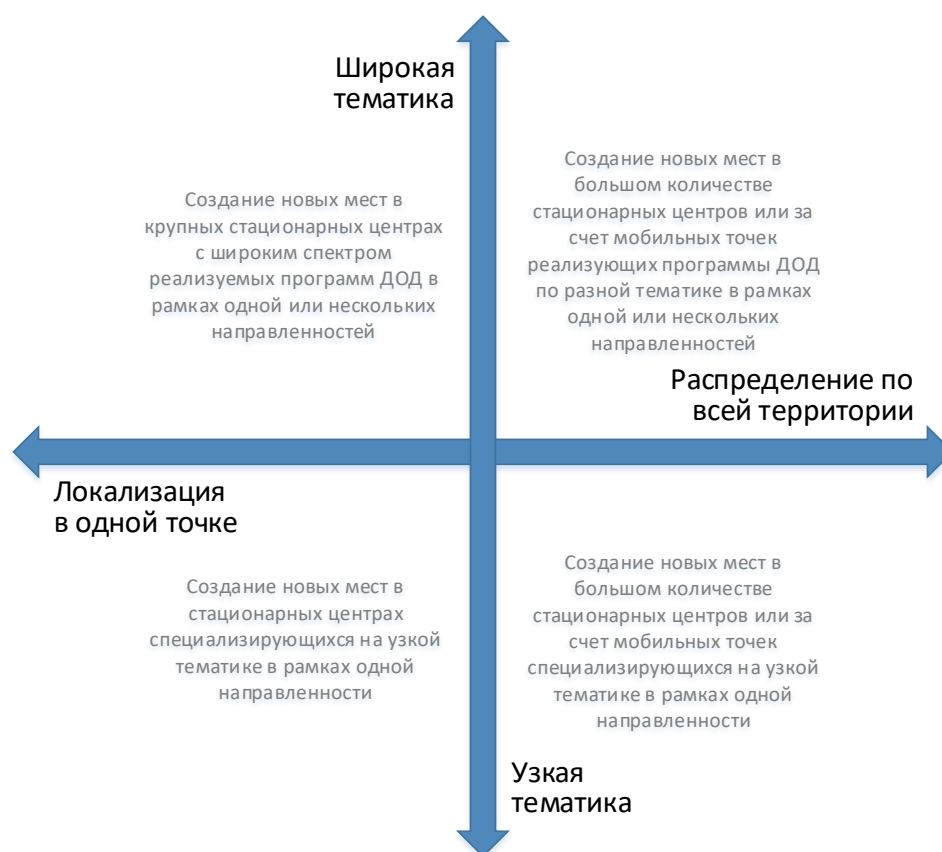 Широкая
тематика
Создание новых мест в
крупных стационарных центрах
с широким спектром
реализуемых программ ДОД в
рамках одной или нескольких
направленностей
Создание новых мест в
большом количестве
стационарных центров или за
счет мобильных точек
реализующих программы ДОД
по разной тематике в рамках
одной или нескольких
направленностей
Распределение по
всей территории
Локализация
в одной точке
Создание новых мест в
стационарных центрах
специализирующихся на узкой
тематике в рамках одной
направленности
Создание новых мест в
большом количестве
стационарных центров или за
счет мобильных точек
специализирующихся на узкой
тематике в рамках одной
направленности
Узкая
тематика